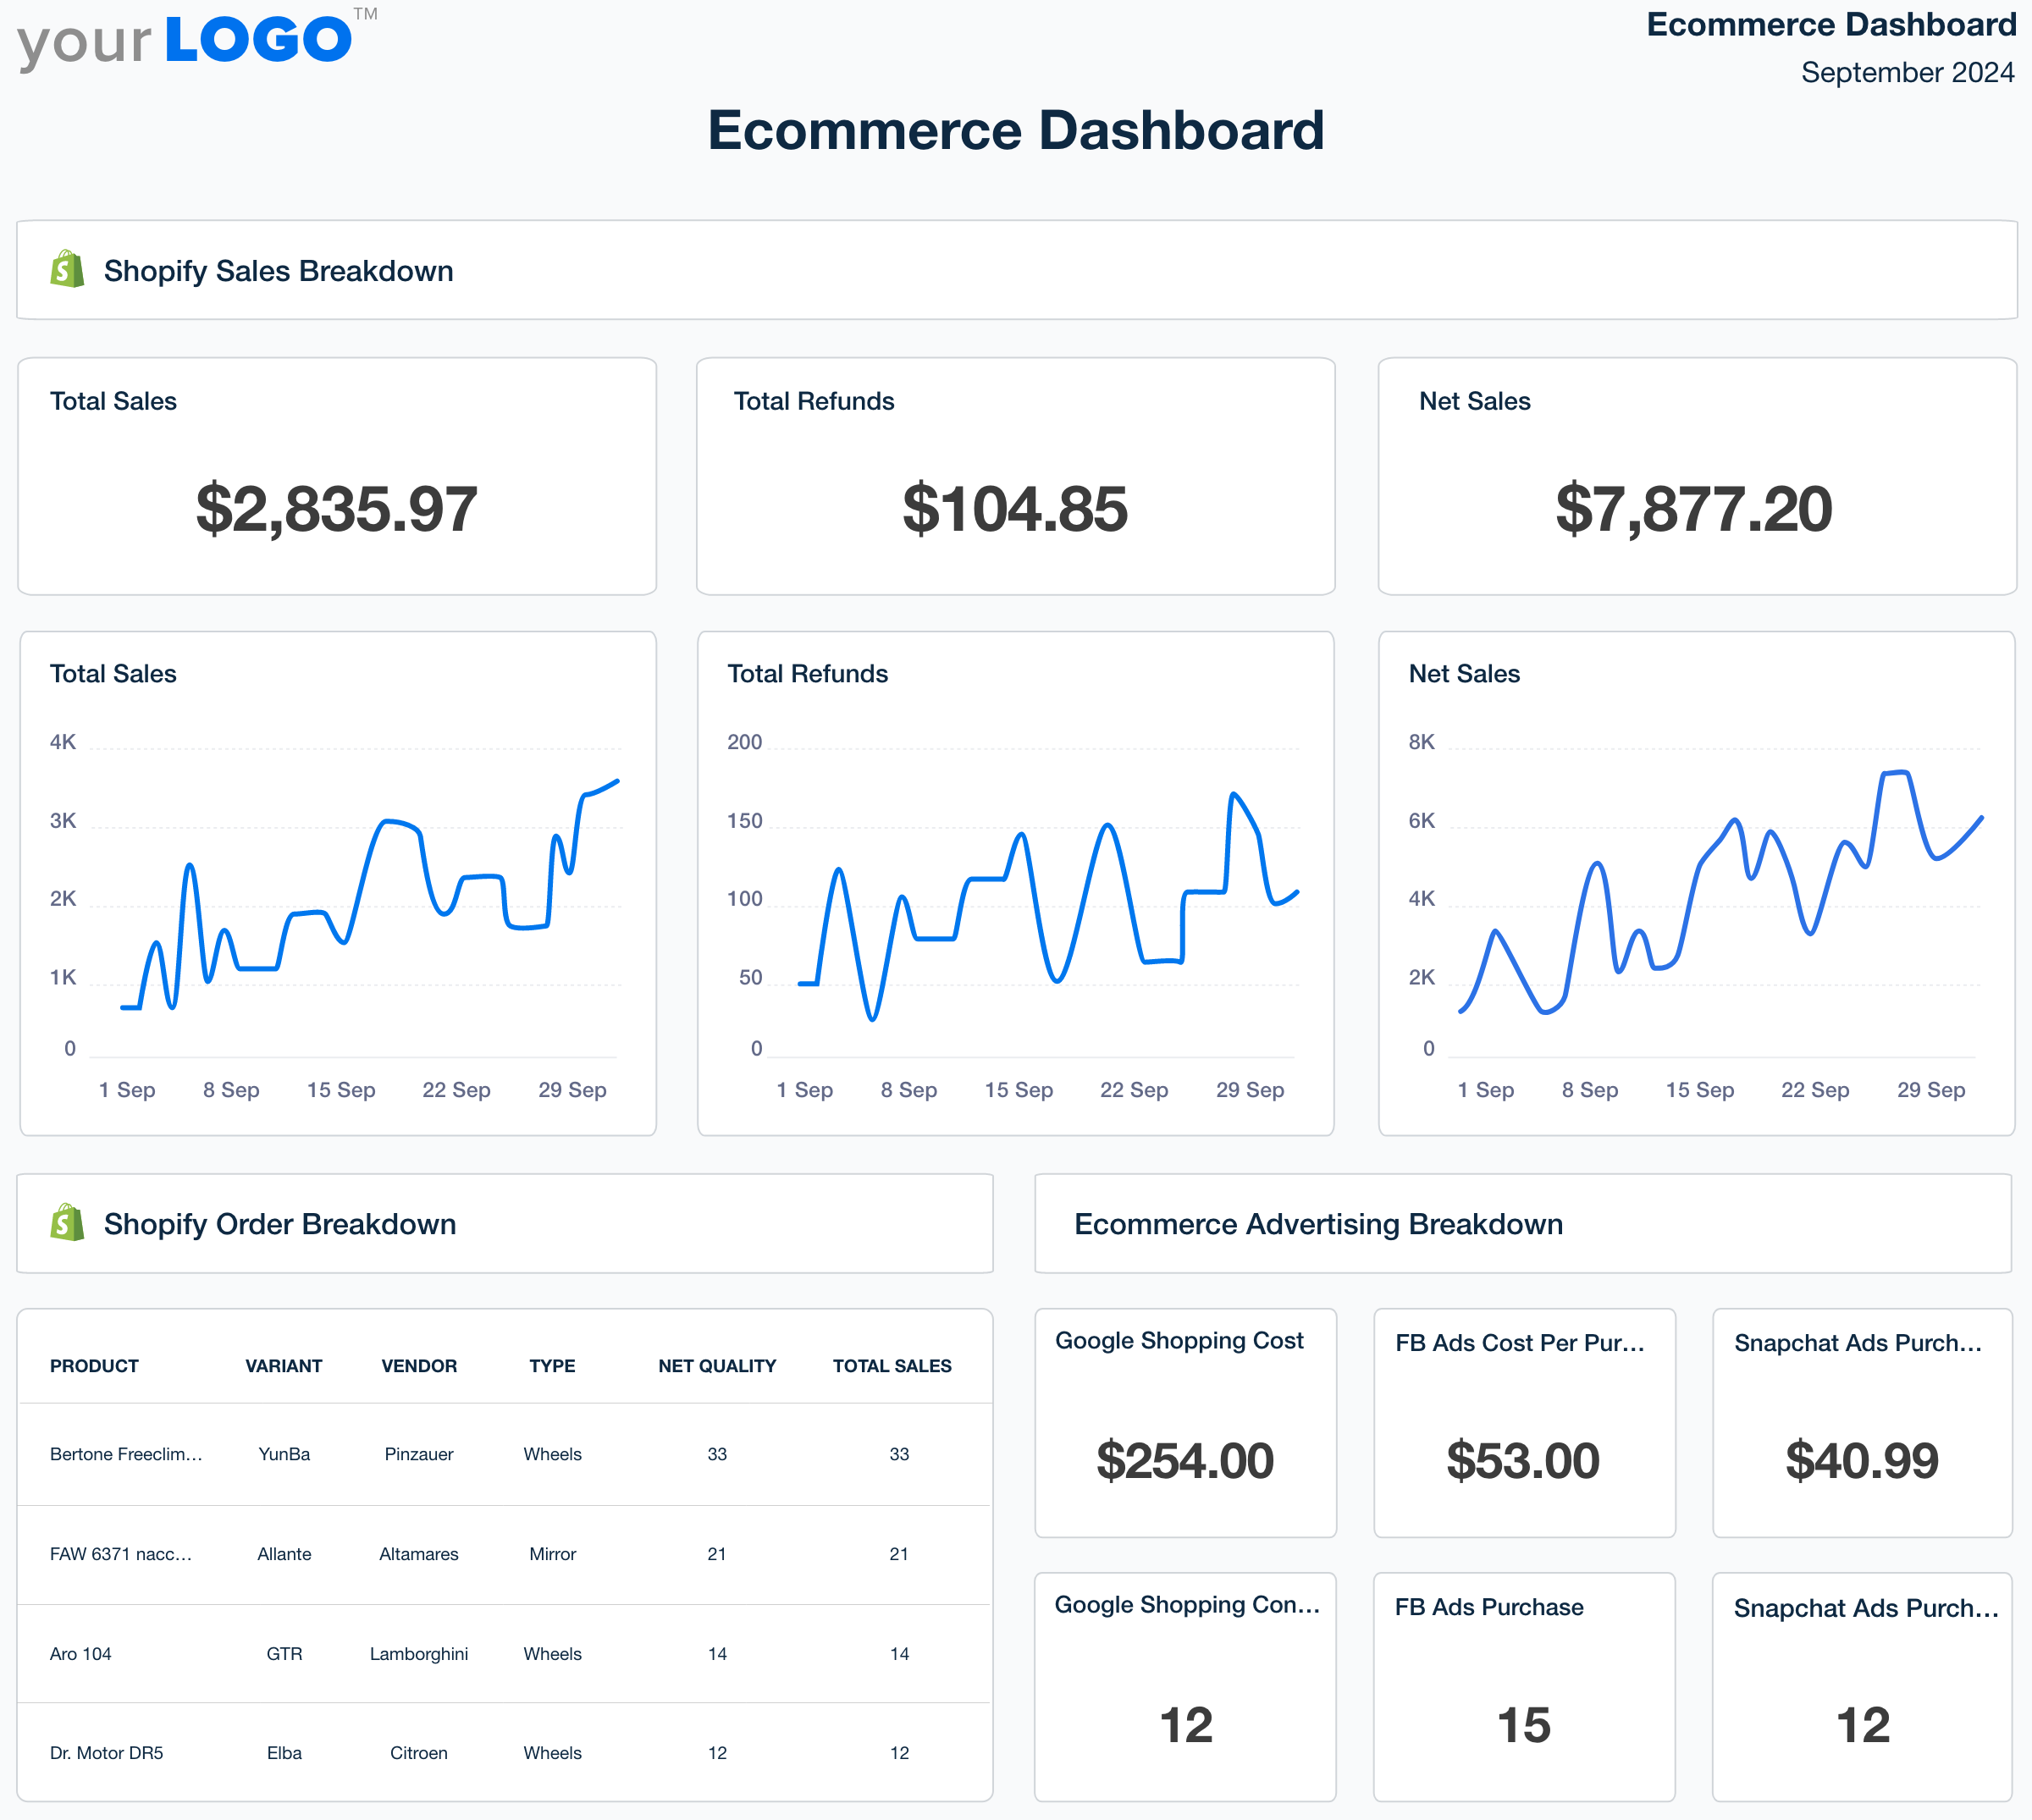 your LOGO™
Ecommerce Dashboard
September 2024
Ecommerce Dashboard
Shopify Sales Breakdown
Total Sales
$2,835.97
Total Refunds
$104.85
Net Sales
$7,877.20
Total Sales
4K
3K
2K
1K
0
1 Sep 8 Sep 15 Sep 22 Sep 29 Sep
Total Refunds
200
150
100
50
0
1 Sep 8 Sep 15 Sep 22 Sep 29 Sep
Net Sales
8K
6K
4K
2K
0
1 Sep 8 Sep 15 Sep 22 Sep 29 Sep
Shopify Order Breakdown
PRODUCT VARIANT VENDOR TYPE NET QUALITY TOTAL SALES
Bertone Freeclim... YunBa Pinzauer Wheels 33 33
FAW 6371 nacc... Allante Altamares Mirror 21 21
Aro 104 GTR Lamborghini Wheels 14 14
Dr. Motor DR5 Elba Citroen Wheels 12 12
Ecommerce Advertising Breakdown
Google Shopping Cost
$254.00
FB Ads Cost Per Pur...
$53.00
Snapchat Ads Purch...
$40.99
Google Shopping Con...
12
FB Ads Purchase
15
Snapchat Ads Purch...
12